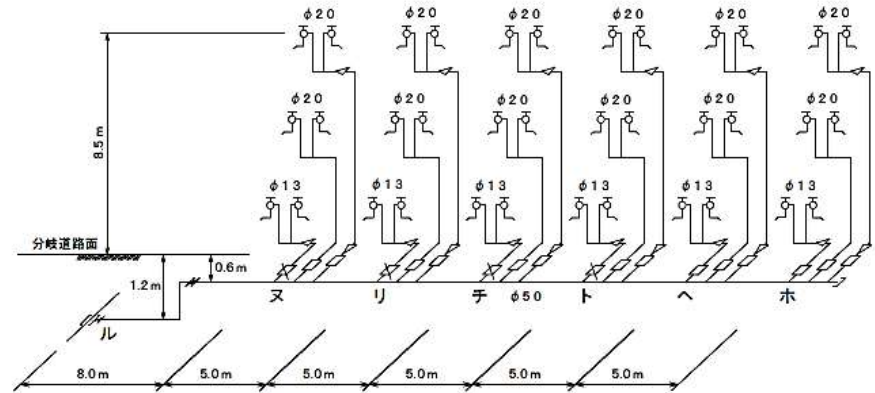 φ20 φ20 φ20 φ20 φ20 φ20
φ20 φ20 φ20 φ20 φ20 φ20
8.5m
φ13 φ13 φ13 φ13 φ13 φ13
分岐道路面
0.6m
1.2m
ヌ リ チ φ50 ト ヘ ホ
ル
8.0m 5.0m 5.0m 5.0m 5.0m 5.0m